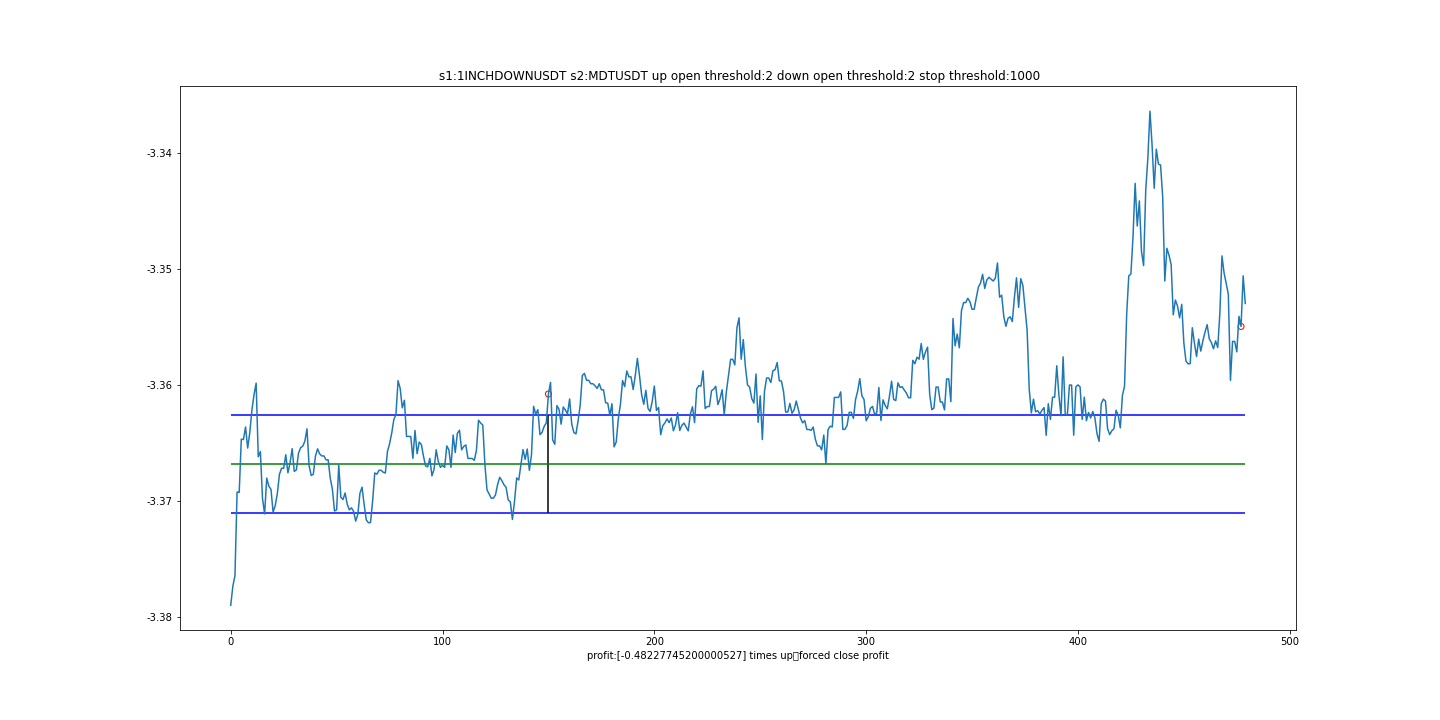 s1:1INCHDOWNUSDT s2:MDTUSDT up open threshold:2 down open threshold:2 stop threshold:1000
-3.34
-3.35
-3.36
-3.37
-3.38
0 100 200 300 400 500
profit:[-0.48227745200000527] times up▯forced close profit